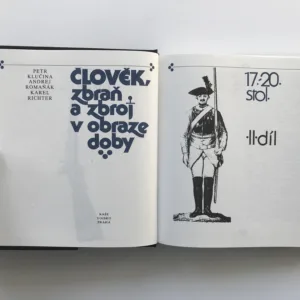 PETR
KLUČINA
ANDREJ
ROMAŇÁK
KAREL
RICHTER
ČLOVĚK,
zbraň
a zbroj
v obraze
doby
NAŠE
VOJSKO
PRAHA
17.-20.
stol.
II.díl